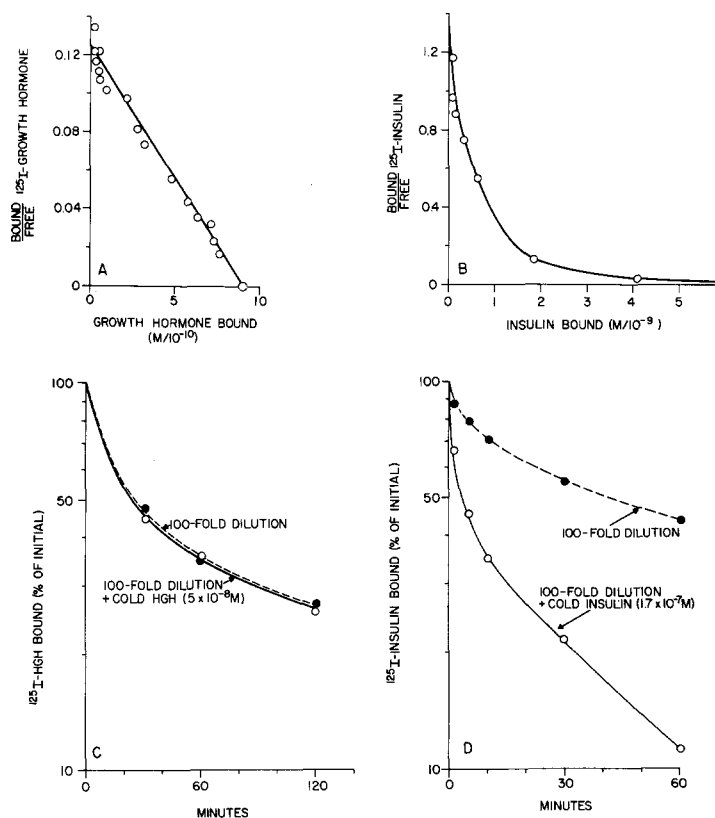 0.12
0.08
0.04
0
BOUND ¹²⁵I-GROWTH HORMONE
FREE
A
0 5 10
GROWTH HORMONE BOUND
(M/10⁻¹⁰)
1.2
0.8
0.4
0
BOUND ¹²⁵I-INSULIN
FREE
B
0 1 2 3 4 5
INSULIN BOUND (M/10⁻⁹)
100
50
10
¹²⁵I-HGH BOUND (% OF INITIAL)
100-FOLD DILUTION
100-FOLD DILUTION
+ COLD HGH (5 x 10⁻⁸M)
C
0 60 120
MINUTES
100
50
10
¹²⁵I-INSULIN BOUND (% OF INITIAL)
100-FOLD DILUTION
100-FOLD DILUTION
+ COLD INSULIN (1.7x10⁻⁷M)
D
0 30 60
MINUTES